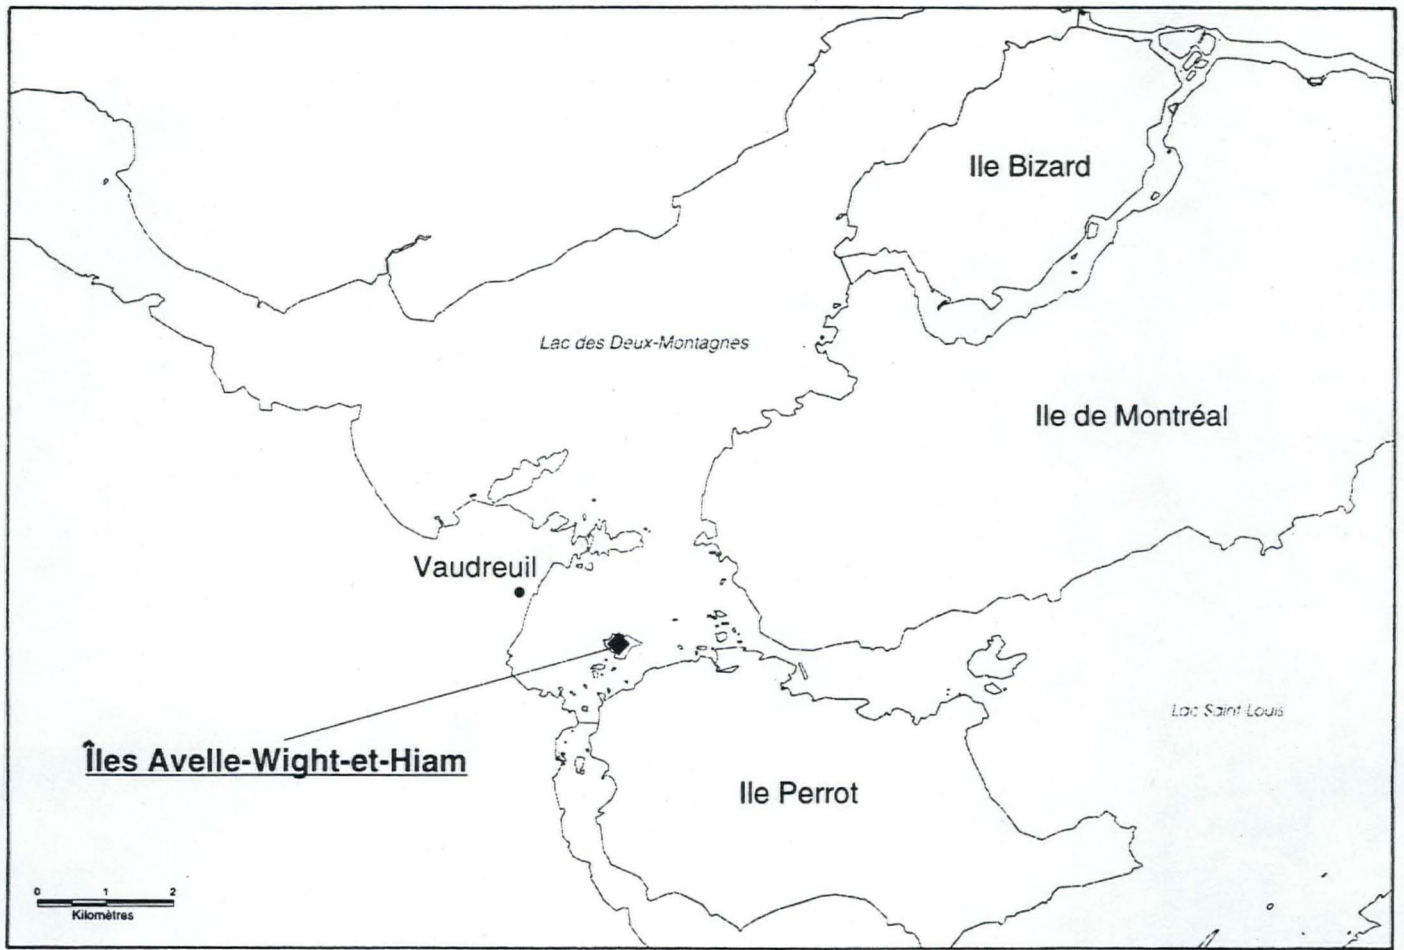 Ile Bizard
Lac des Deux-Montagnes
Ile de Montréal
Vaudreuil
Lac Saint-Louis
Îles Avelle-Wight-et-Hiam
Ile Perrot
0 1 2
Kilomètres